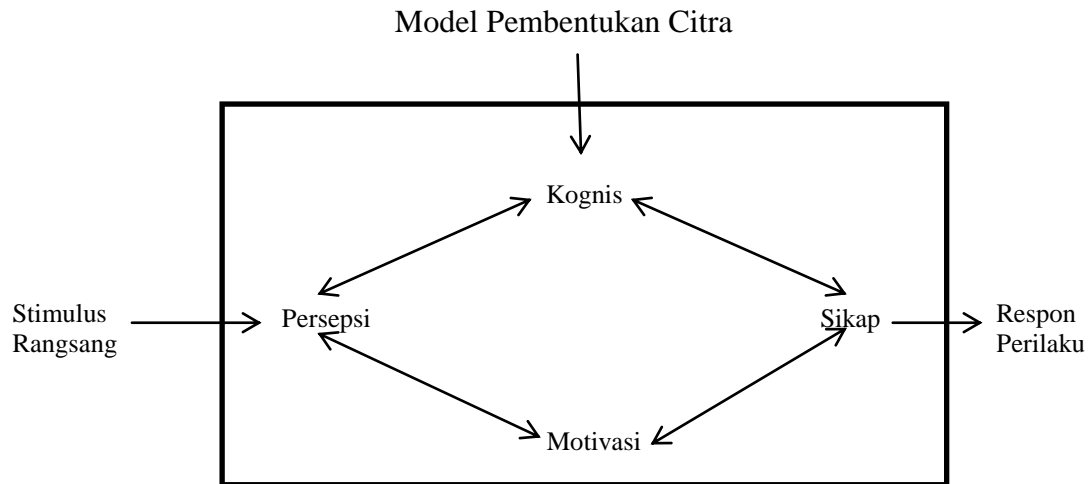 Model Pembentukan Citra
Kognis
Stimulus
Rangsang
Persepsi
Sikap
Respon
Perilaku
Motivasi